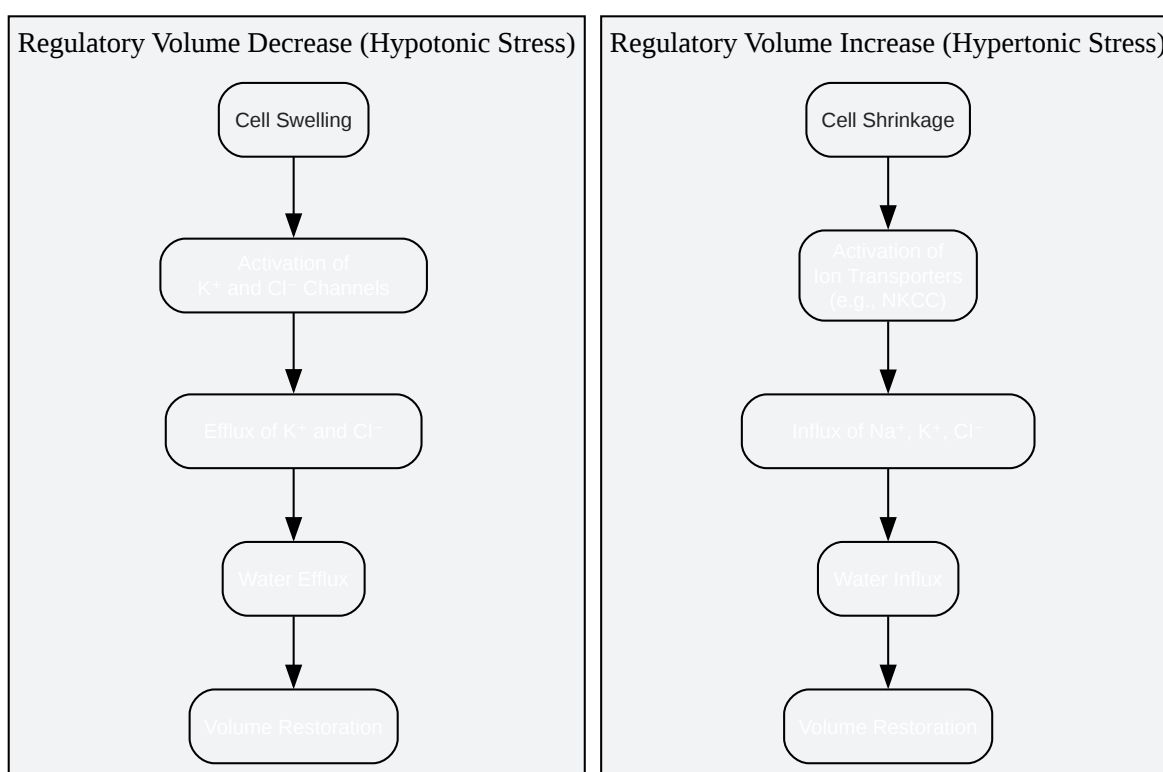 Regulatory Volume Decrease (Hypotonic Stress)
Cell Swelling
Activation of
K⁺ and Cl⁻ Channels
Efflux of K⁺ and Cl⁻
Water Efflux
Volume Restoration
Regulatory Volume Increase (Hypertonic Stress)
Cell Shrinkage
Activation of
Ion Transporters
(e.g., NKCC)
Influx of Na⁺, K⁺, Cl⁻
Water Influx
Volume Restoration